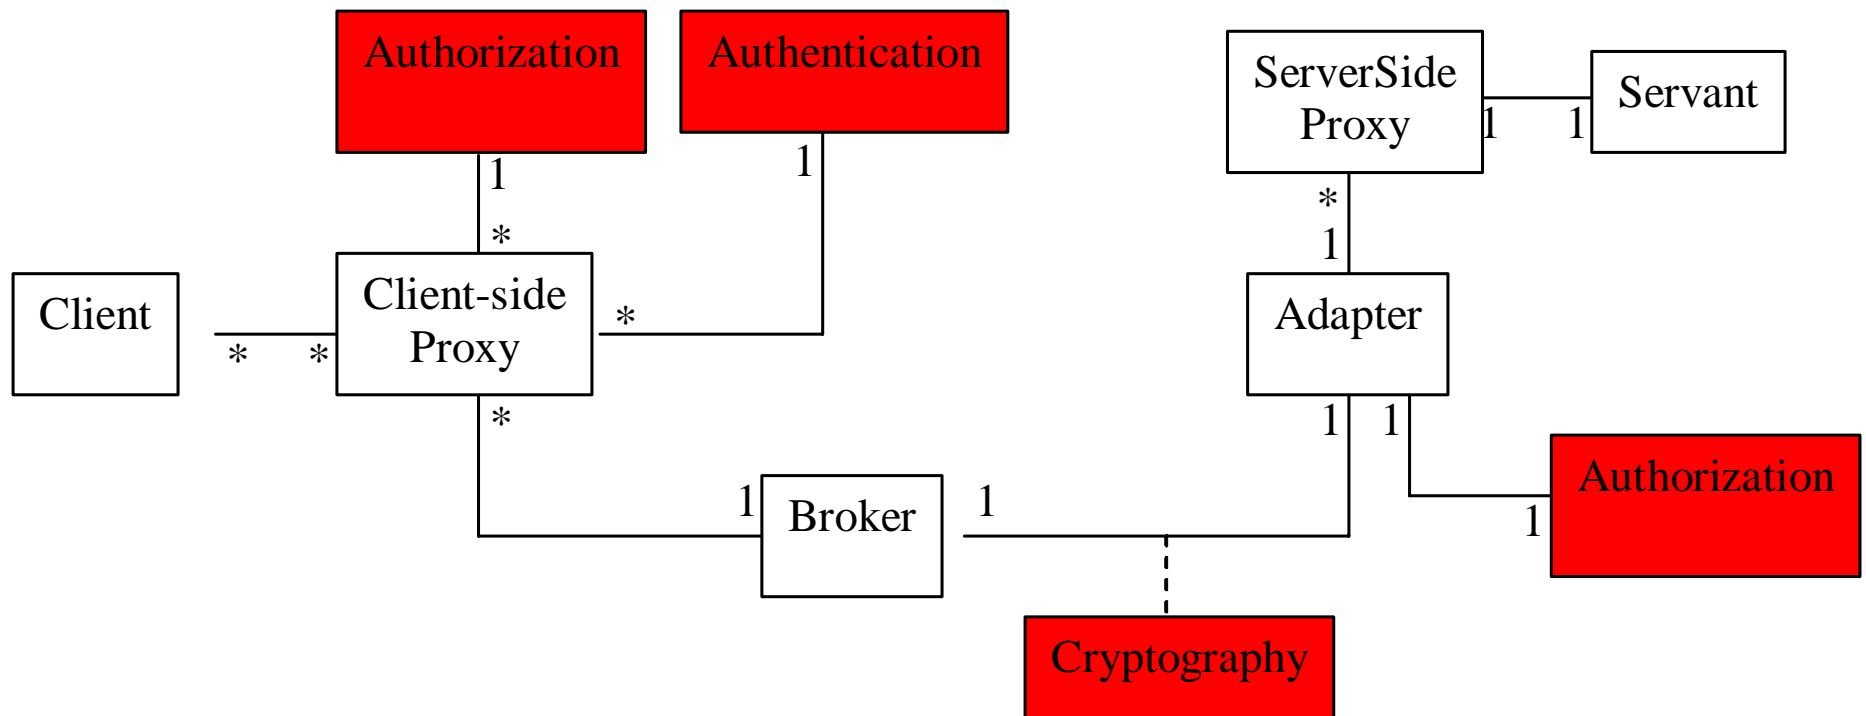 Authorization
Authentication
ServerSide
Proxy
Servant
1
1
1
1
*
*
1
Client
Client-side
Proxy
Adapter
*
*
*
*
1
1
Authorization
1
Broker
1
1
Cryptography